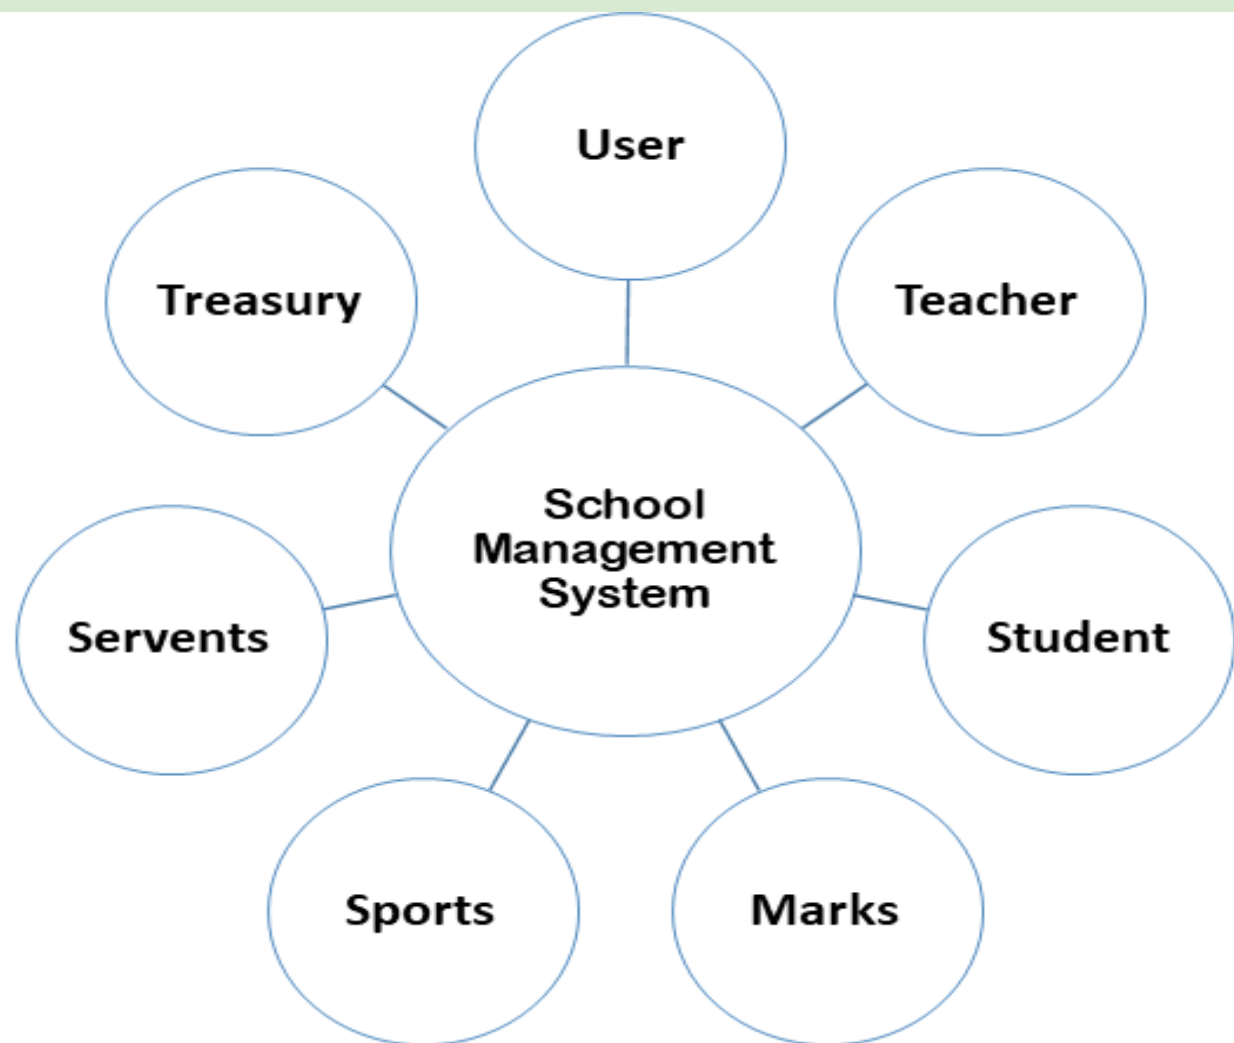 User
Treasury
Teacher
School
Management
System
Servents
Student
Sports
Marks